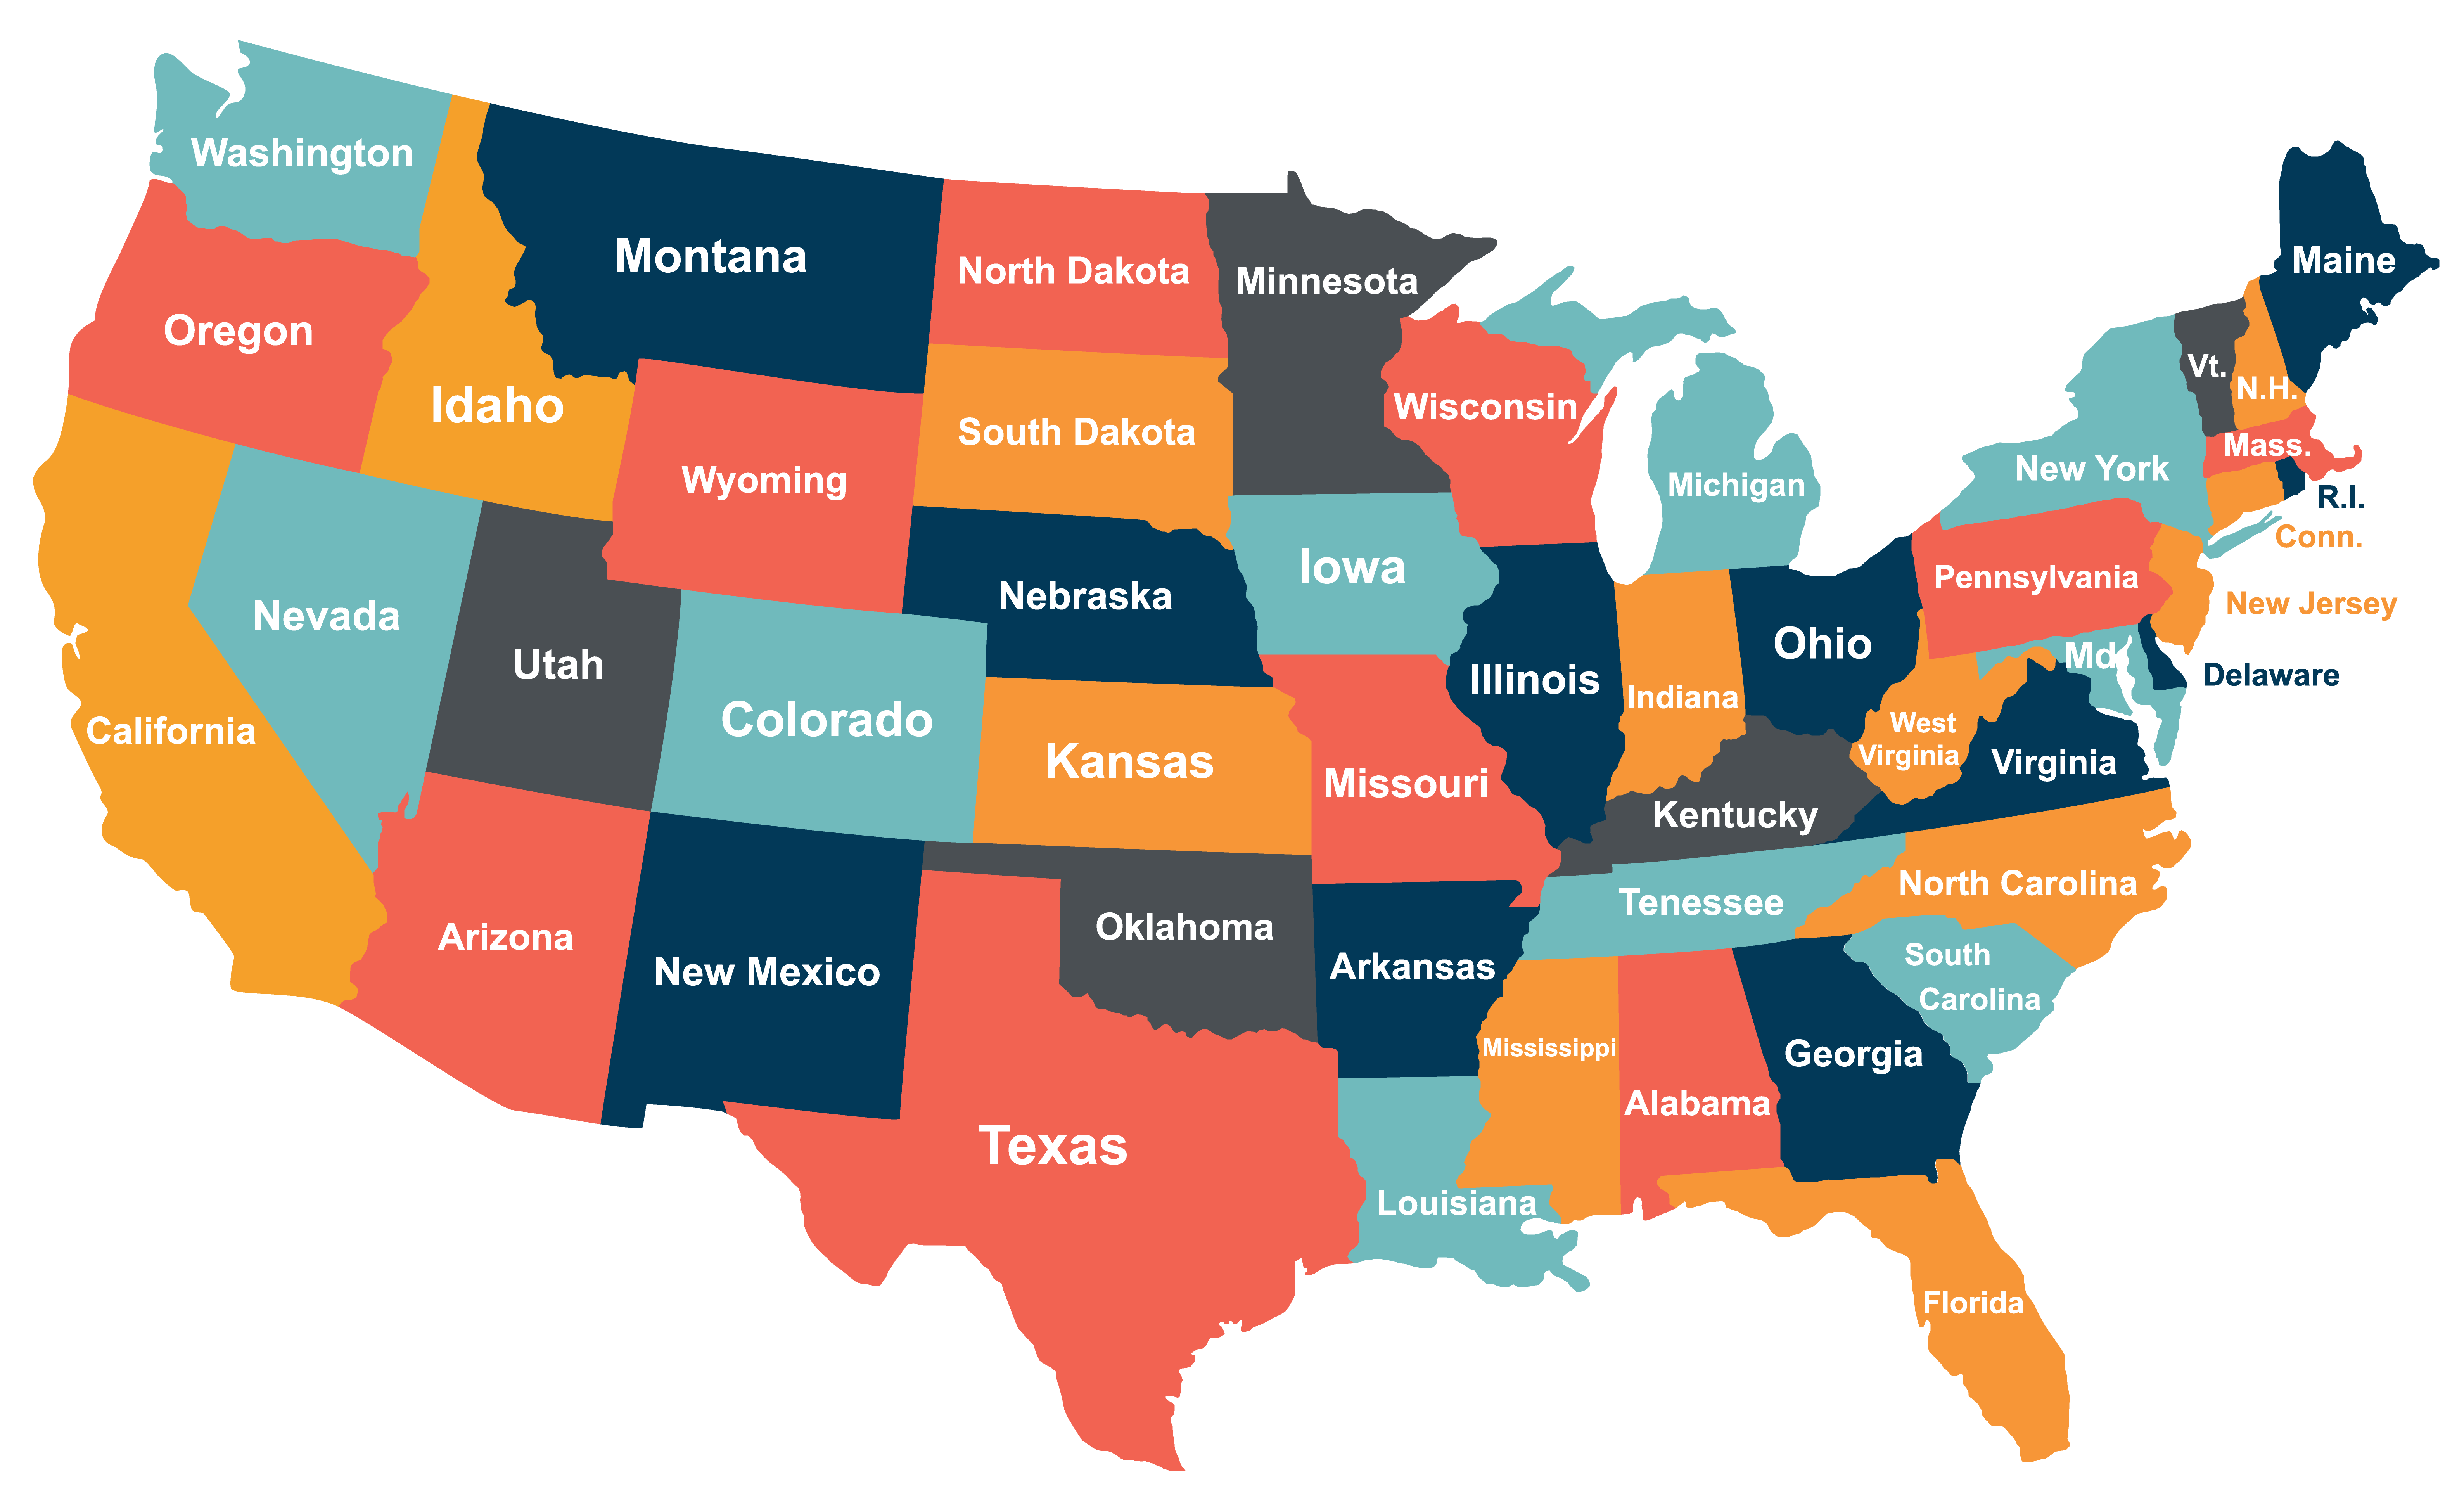 Washington
Montana
North Dakota
Minnesota
Maine
Oregon
Idaho
Wisconsin
Vt.
N.H.
South Dakota
Wyoming
Michigan
New York
Mass.
R.I.
Conn.
Iowa
Nebraska
Pennsylvania
New Jersey
Nevada
Utah
Ohio
Md
Delaware
Illinois
Indiana
California
Colorado
Kansas
Missouri
West
Virginia
Virginia
Kentucky
North Carolina
Tenessee
Arizona
New Mexico
Oklahoma
Arkansas
South
Carolina
Mississippi
Alabama
Georgia
Texas
Louisiana
Florida